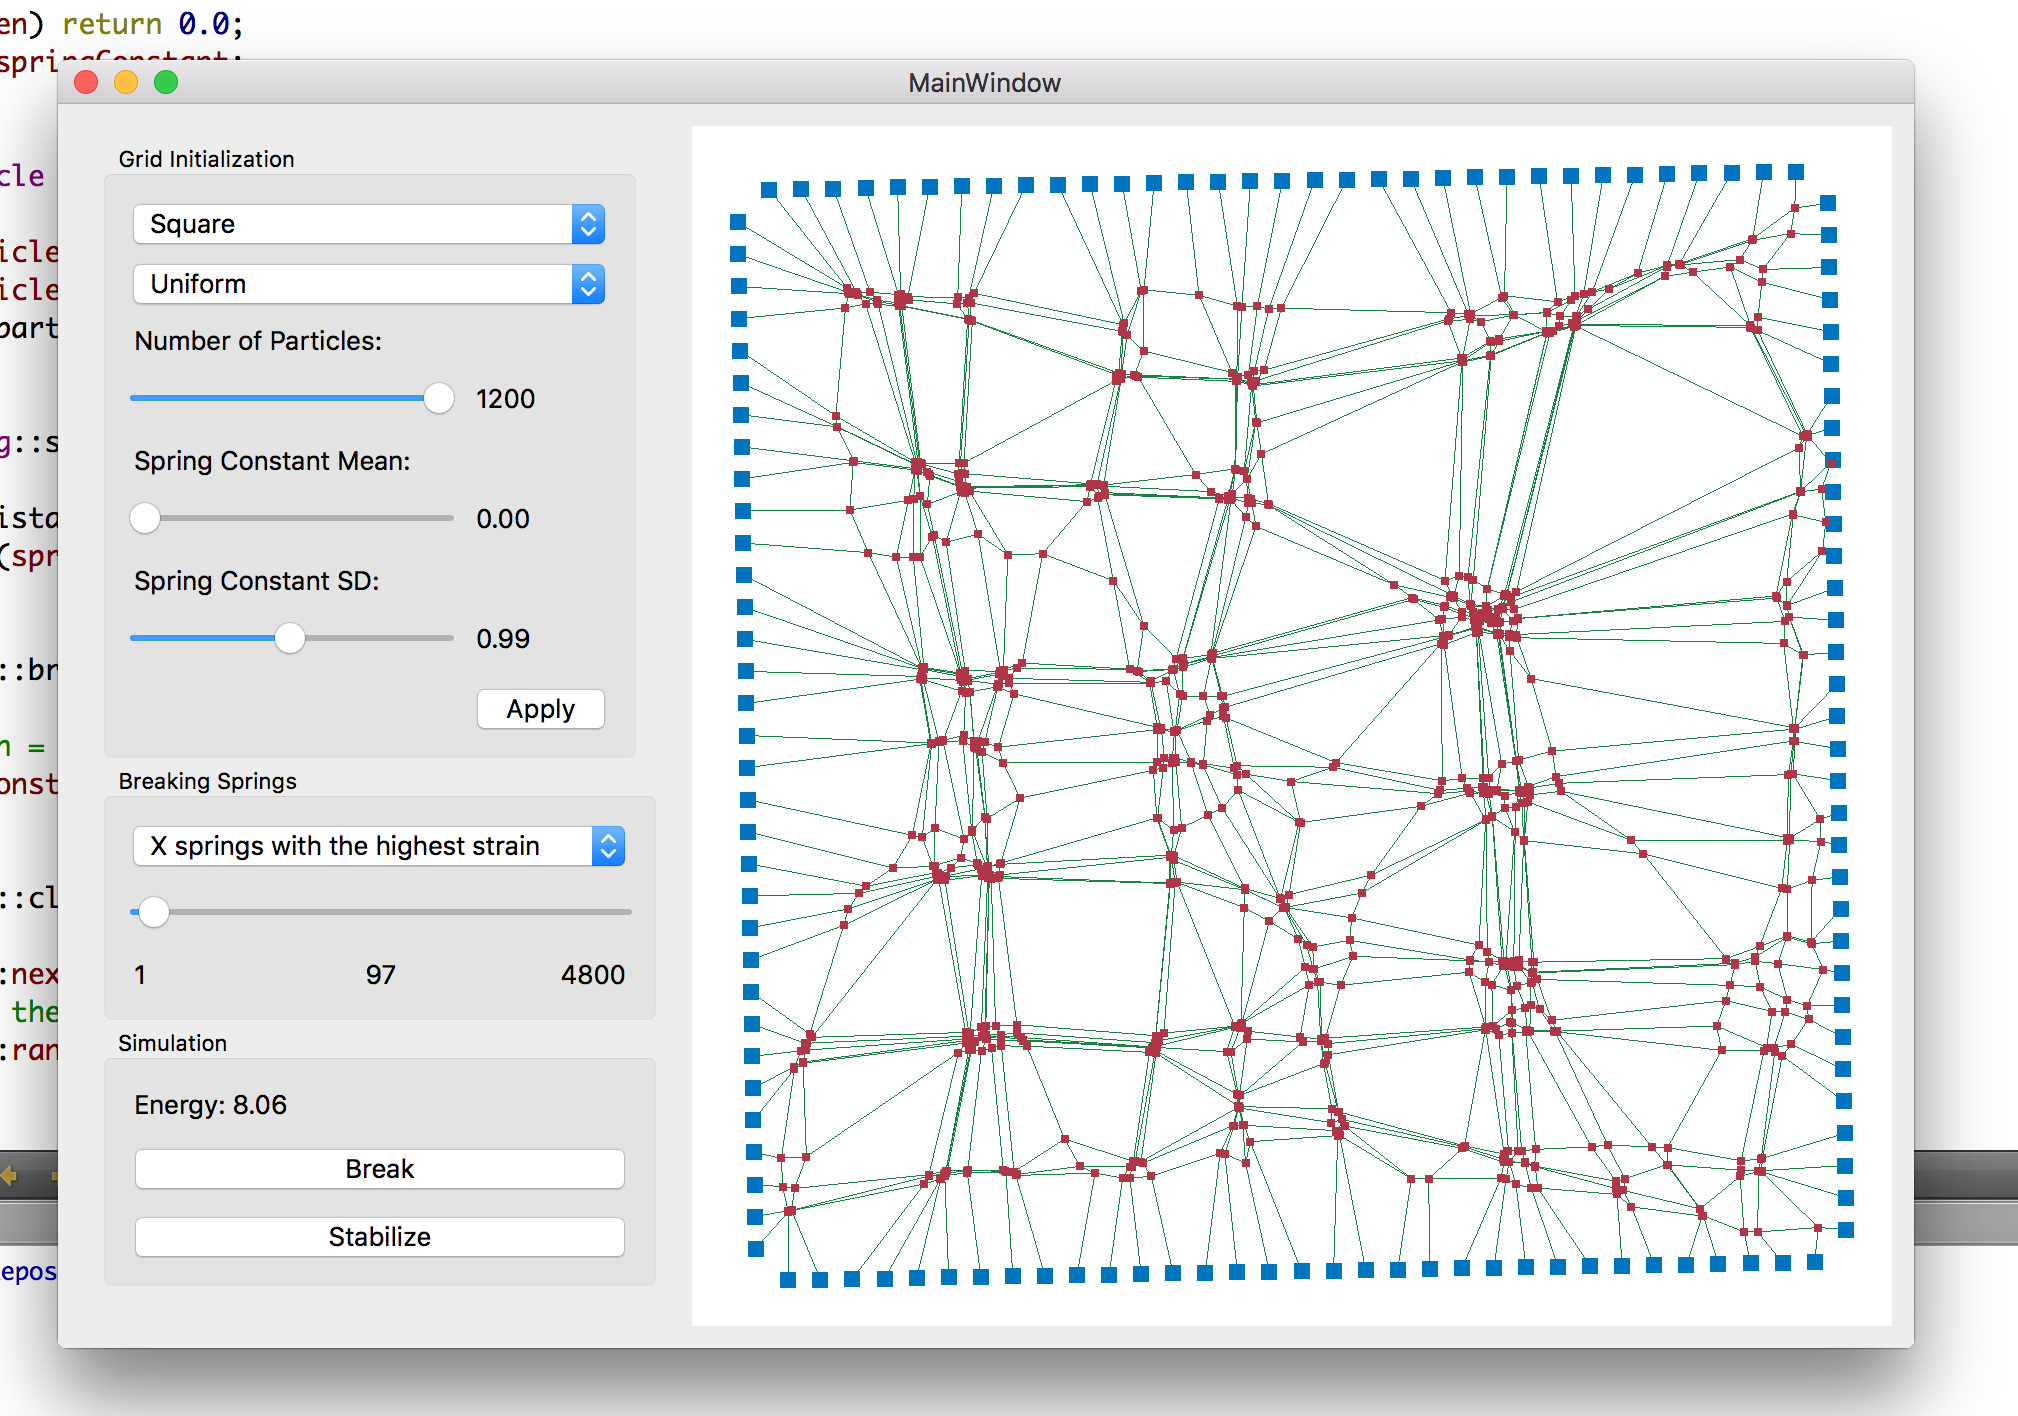 en) return 0.0;
springConstant;
MainWindow
Grid Initialization
cle
Square
icle
Uniform
icle
part
Number of Particles:
1200
g::s
Spring Constant Mean:
0.00
ista
(spr
Spring Constant SD:
0.99
::br
Apply
n =
onst
Breaking Springs
X springs with the highest strain
::cl
:nex
1 97 4800
the
Simulation
:ran
Energy: 8.06
Break
Stabilize
epos